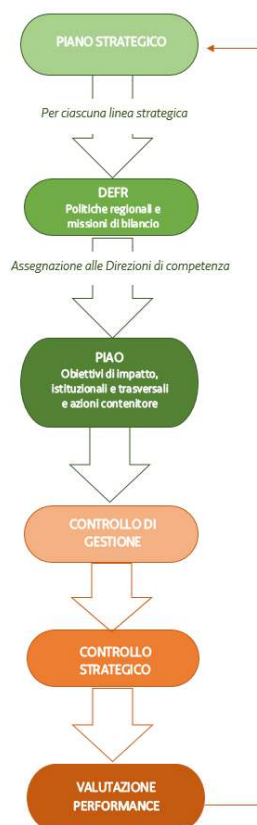 PIANO STRATEGICO
Per ciascuna linea strategica
DEFR
Politiche regionali e
missioni di bilancio
Assegnazione alle Direzioni di competenza
PIAO
Obiettivi di impatto,
istituzionali e trasversali
e azioni contenitore
CONTROLLO DI
GESTIONE
CONTROLLO
STRATEGICO
VALUTAZIONE
PERFORMANCE